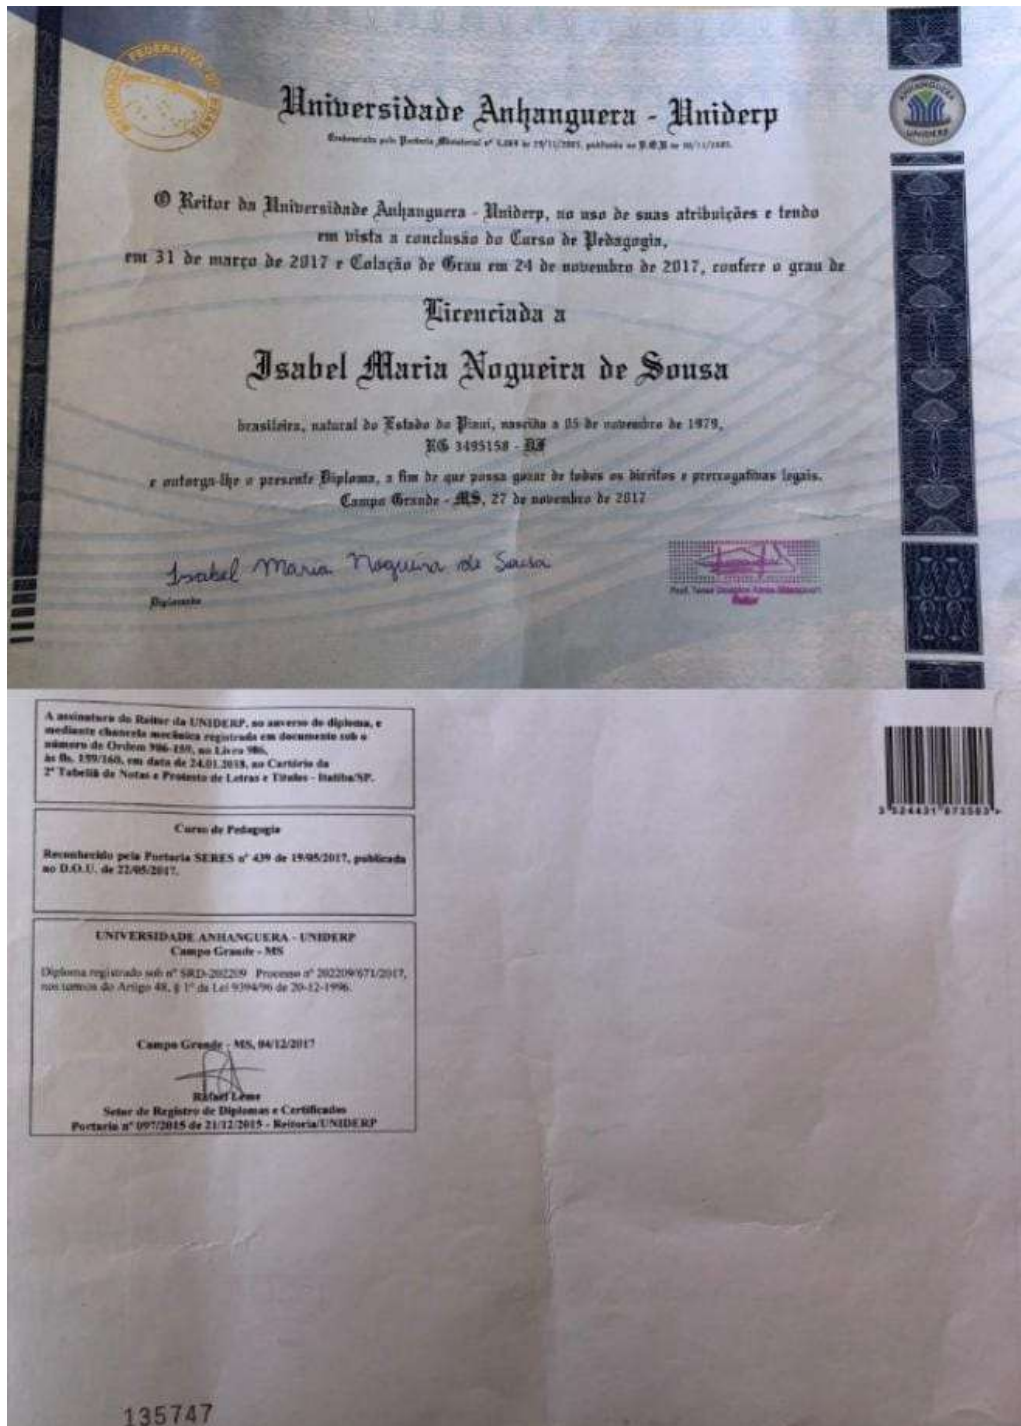 REPÚBLICA FEDERATIVA DO BRASIL
Universidade Anhanguera - Uniderp
ANHANGUERA
UNIDERP
O Reitor da Universidade Anhanguera - Uniderp, no uso de suas atribuições e tendo
em vista a conclusão do Curso de Pedagogia,
em 31 de março de 2017 e Colação de Grau em 24 de novembro de 2017, confere o grau de
Licenciada a
Isabel Maria Nogueira de Sousa
brasileira, natural do Estado do Piauí, nascida a 05 de novembro de 1979,
RG 3495158 - DF
e outorga-lhe o presente Diploma, a fim de que possa gozar de todos os direitos e prerrogativas legais.
Campo Grande - MS, 27 de novembro de 2017
Isabel Maria Nogueira de Sousa
Diplomado
Reitor
A assinatura do Reitor da UNIDERP, no anverso do diploma, e
mediante chancela mecânica registrada em documento sob o
número de Ordem 986-159, no Livro 986,
às fls. 159/160, em data de 24.01.2018, no Cartório da
2ª Tabeliã de Notas e Protesto de Letras e Títulos - Itatiba/SP.
Curso de Pedagogia
Reconhecido pela Portaria SERES nº 439 de 19/05/2017, publicada
no D.O.U. de 22/05/2017.
UNIVERSIDADE ANHANGUERA - UNIDERP
Campo Grande - MS
Diploma registrado sob nº SRD-202209 Processo nº 202209/671/2017,
nos termos do Artigo 48, § 1º da Lei 9394/96 de 20-12-1996.
Campo Grande - MS, 04/12/2017
Rafael Leme
Setor de Registro de Diplomas e Certificados
Portaria nº 097/2015 de 21/12/2015 - Reitoria/UNIDERP
135747